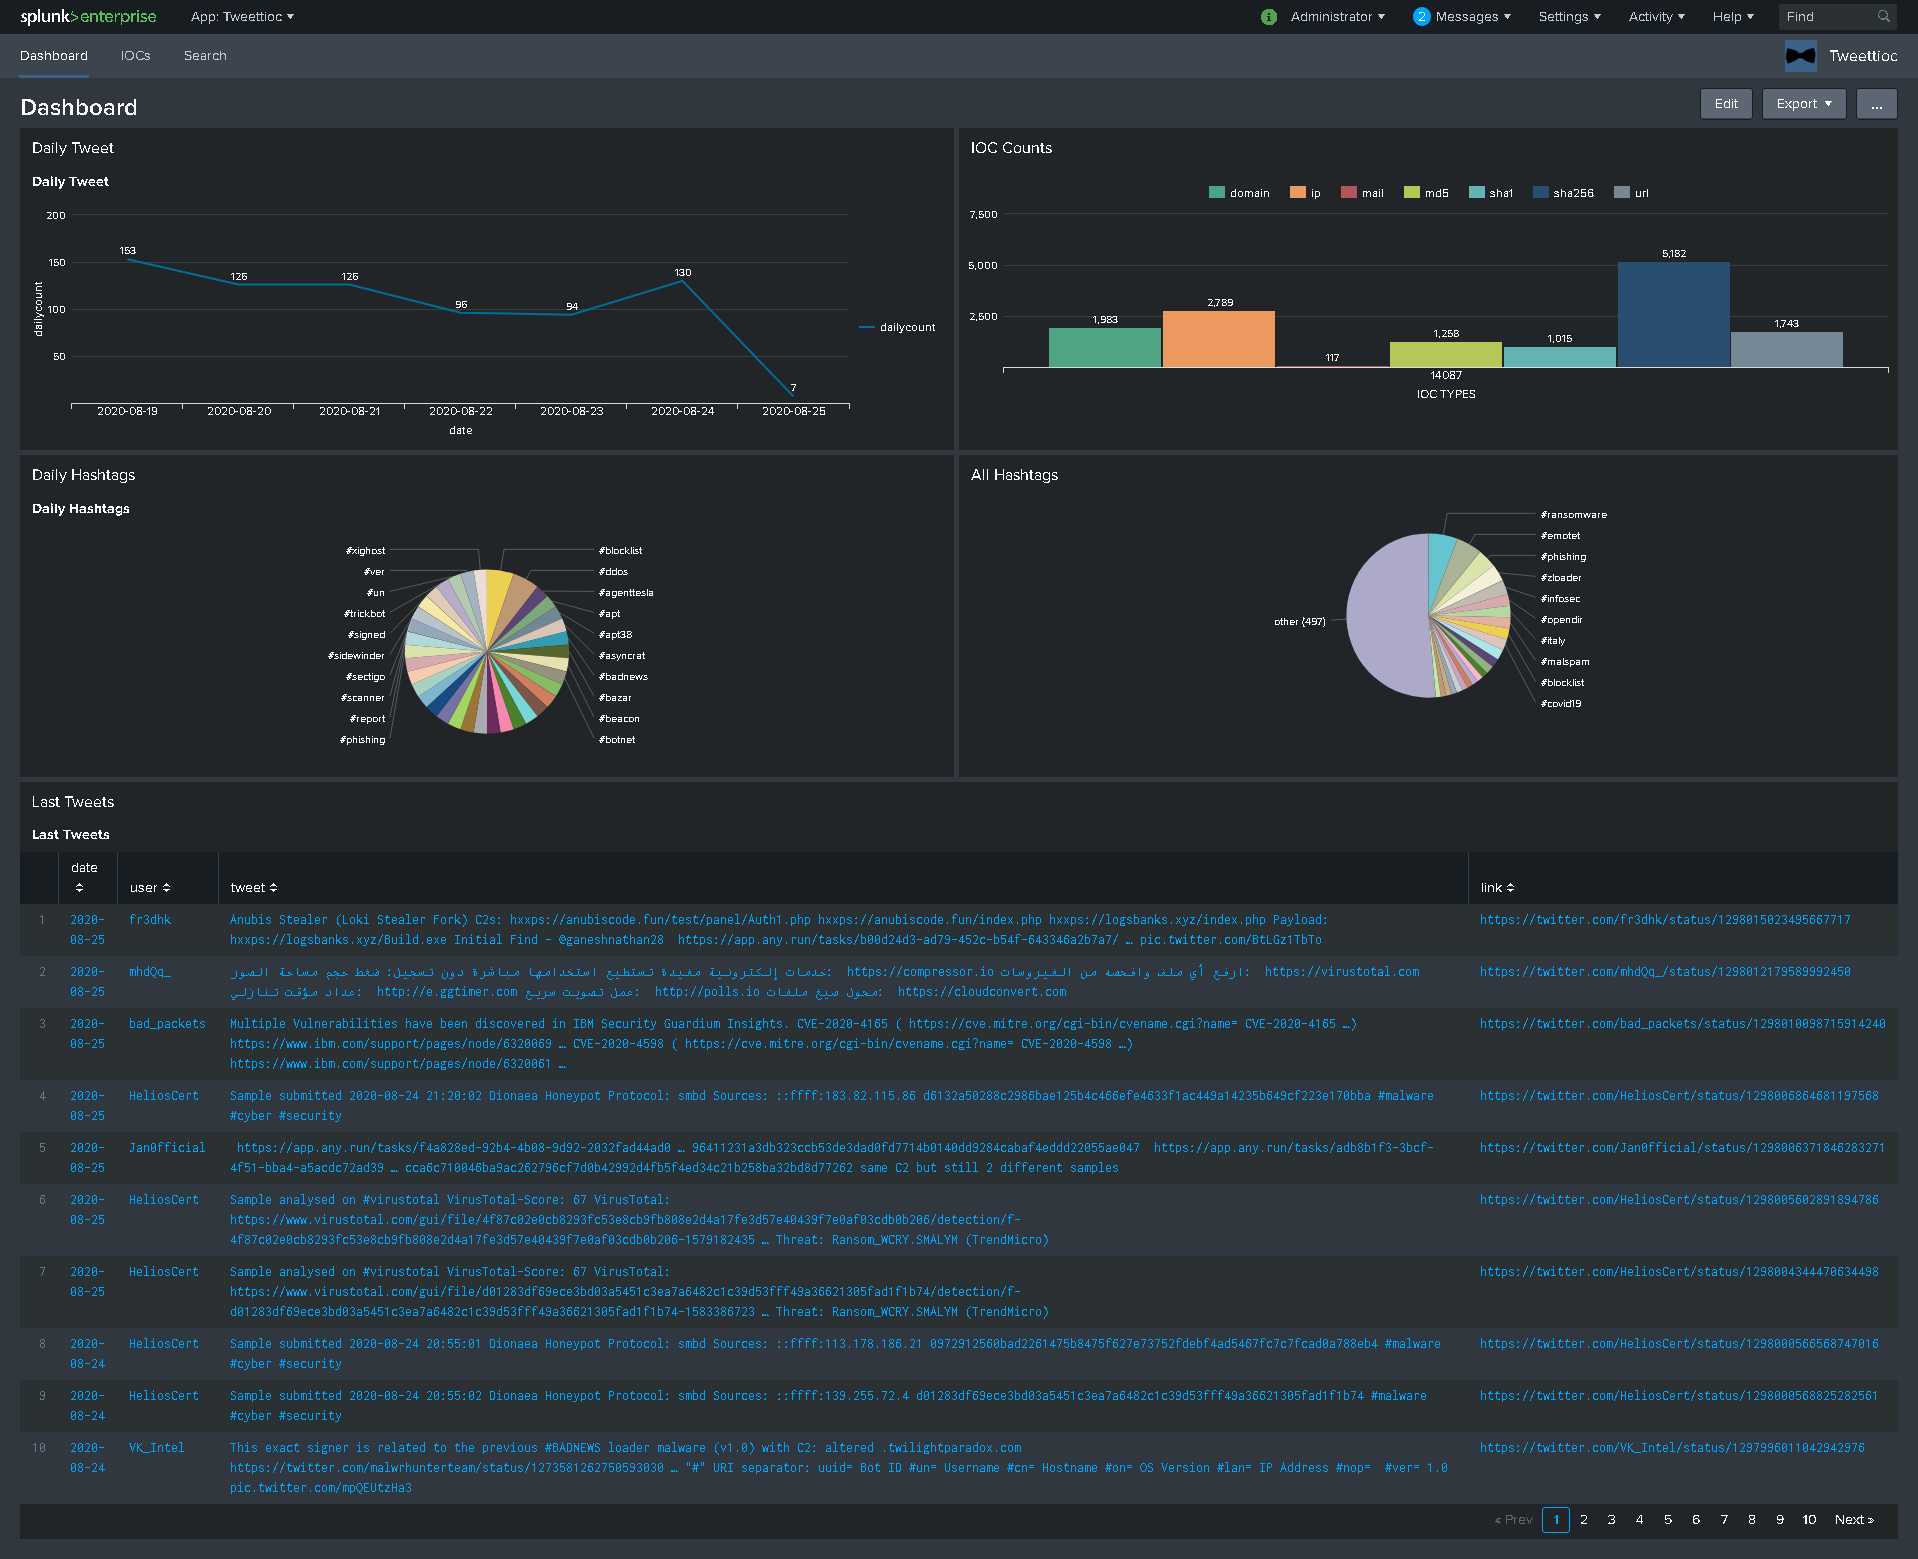 splunk>enterprise
App: Tweettioc
Administrator
2 Messages
Settings
Activity
Help
Find
Dashboard
IOCs
Search
Tweettioc
Dashboard
Edit
Export
...
Daily Tweet
Daily Tweet
200
150
100
50
dailycount
153
126
126
96
94
130
7
dailycount
2020-08-19
2020-08-20
2020-08-21
2020-08-22
2020-08-23
2020-08-24
2020-08-25
date
IOC Counts
domain
ip
mail
md5
sha1
sha256
url
7,500
5,000
2,500
1,983
2,789
117
1,258
1,015
5,182
1,743
14087
IOC TYPES
Daily Hashtags
Daily Hashtags
#xighost
#ver
#un
#trickbot
#signed
#sidewinder
#sectigo
#scanner
#report
#phishing
#blocklist
#ddos
#agenttesla
#apt
#apt38
#asyncrat
#badnews
#bazar
#beacon
#botnet
All Hashtags
other (497)
#ransomware
#emotet
#phishing
#zloader
#infosec
#opendir
#italy
#malspam
#blocklist
#covid19
Last Tweets
Last Tweets
date
user
tweet
link
1
2020-
08-25
fr3dhk
Anubis Stealer (Loki Stealer Fork) C2s: hxxps://anubiscode.fun/test/panel/Auth1.php hxxps://anubiscode.fun/index.php hxxps://logsbanks.xyz/index.php Payload:
hxxps://logsbanks.xyz/Build.exe Initial Find - @ganeshnathan28 https://app.any.run/tasks/b00d24d3-ad79-452c-b54f-643346a2b7a7/ … pic.twitter.com/BtLGz1TbTo
https://twitter.com/fr3dhk/status/1298015023495667717
2
2020-
08-25
mhdQq_
خدمات إلكترونية مفيدة تستطيع استخدامها مباشرة دون تسجيل: ضغط حجم مساحة الصور: https://compressor.io ارفع أي ملف وافحصه من الفيروسات: https://virustotal.com
عداد مؤقت تنازلي: http://e.ggtimer.com عمل تصويت سريع: http://polls.io محول صيغ ملفات: https://cloudconvert.com
https://twitter.com/mhdQq_/status/1298012179589992450
3
2020-
08-25
bad_packets
Multiple Vulnerabilities have been discovered in IBM Security Guardium Insights. CVE-2020-4165 ( https://cve.mitre.org/cgi-bin/cvename.cgi?name= CVE-2020-4165 …)
https://www.ibm.com/support/pages/node/6320069 … CVE-2020-4598 ( https://cve.mitre.org/cgi-bin/cvename.cgi?name= CVE-2020-4598 …)
https://www.ibm.com/support/pages/node/6320061 …
https://twitter.com/bad_packets/status/1298010098715914240
4
2020-
08-25
HeliosCert
Sample submitted 2020-08-24 21:20:02 Dionaea Honeypot Protocol: smbd Sources: ::ffff:183.82.115.86 d6132a50288c2986bae125b4c466efe4633f1ac449a14235b649cf223e170bba #malware
#cyber #security
https://twitter.com/HeliosCert/status/1298006864681197568
5
2020-
08-25
Jan0fficial
https://app.any.run/tasks/f4a828ed-92b4-4b08-9d92-2032fad44ad0 … 96411231a3db323ccb53de3dad0fd7714b0140dd9284cabaf4eddd22055ae047 https://app.any.run/tasks/adb8b1f3-3bcf-
4f51-bba4-a5acdc72ad39 … cca6c710046ba9ac262796cf7d0b42992d4fb5f4ed34c21b258ba32bd8d77262 same C2 but still 2 different samples
https://twitter.com/Jan0fficial/status/1298006371846283271
6
2020-
08-25
HeliosCert
Sample analysed on #virustotal VirusTotal-Score: 67 VirusTotal:
https://www.virustotal.com/gui/file/4f87c02e0cb8293fc53e8cb9fb808e2d4a17fe3d57e40439f7e0af03cdb0b206/detection/f-
4f87c02e0cb8293fc53e8cb9fb808e2d4a17fe3d57e40439f7e0af03cdb0b206-1579182435 … Threat: Ransom_WCRY.SMALYM (TrendMicro)
https://twitter.com/HeliosCert/status/1298005602891894786
7
2020-
08-25
HeliosCert
Sample analysed on #virustotal VirusTotal-Score: 67 VirusTotal:
https://www.virustotal.com/gui/file/d01283df69ece3bd03a5451c3ea7a6482c1c39d53fff49a36621305fad1f1b74/detection/f-
d01283df69ece3bd03a5451c3ea7a6482c1c39d53fff49a36621305fad1f1b74-1583386723 … Threat: Ransom_WCRY.SMALYM (TrendMicro)
https://twitter.com/HeliosCert/status/1298004344470634498
8
2020-
08-24
HeliosCert
Sample submitted 2020-08-24 20:55:01 Dionaea Honeypot Protocol: smbd Sources: ::ffff:113.178.186.21 0972912560bad2261475b8475f627e73752fdebf4ad5467fc7c7fcad0a788eb4 #malware
#cyber #security
https://twitter.com/HeliosCert/status/1298000566568747016
9
2020-
08-24
HeliosCert
Sample submitted 2020-08-24 20:55:02 Dionaea Honeypot Protocol: smbd Sources: ::ffff:139.255.72.4 d01283df69ece3bd03a5451c3ea7a6482c1c39d53fff49a36621305fad1f1b74 #malware
#cyber #security
https://twitter.com/HeliosCert/status/1298000568825282561
10
2020-
08-24
VK_Intel
This exact signer is related to the previous #BADNEWS loader malware (v1.0) with C2: altered .twilightparadox.com
https://twitter.com/malwrhunterteam/status/1273581262750593030 … "#" URI separator: uuid= Bot ID #un= Username #cn= Hostname #on= OS Version #lan= IP Address #nop= #ver= 1.0
pic.twitter.com/mpQEUtzHa3
https://twitter.com/VK_Intel/status/1297996011042942976
« Prev 1 2 3 4 5 6 7 8 9 10 Next »